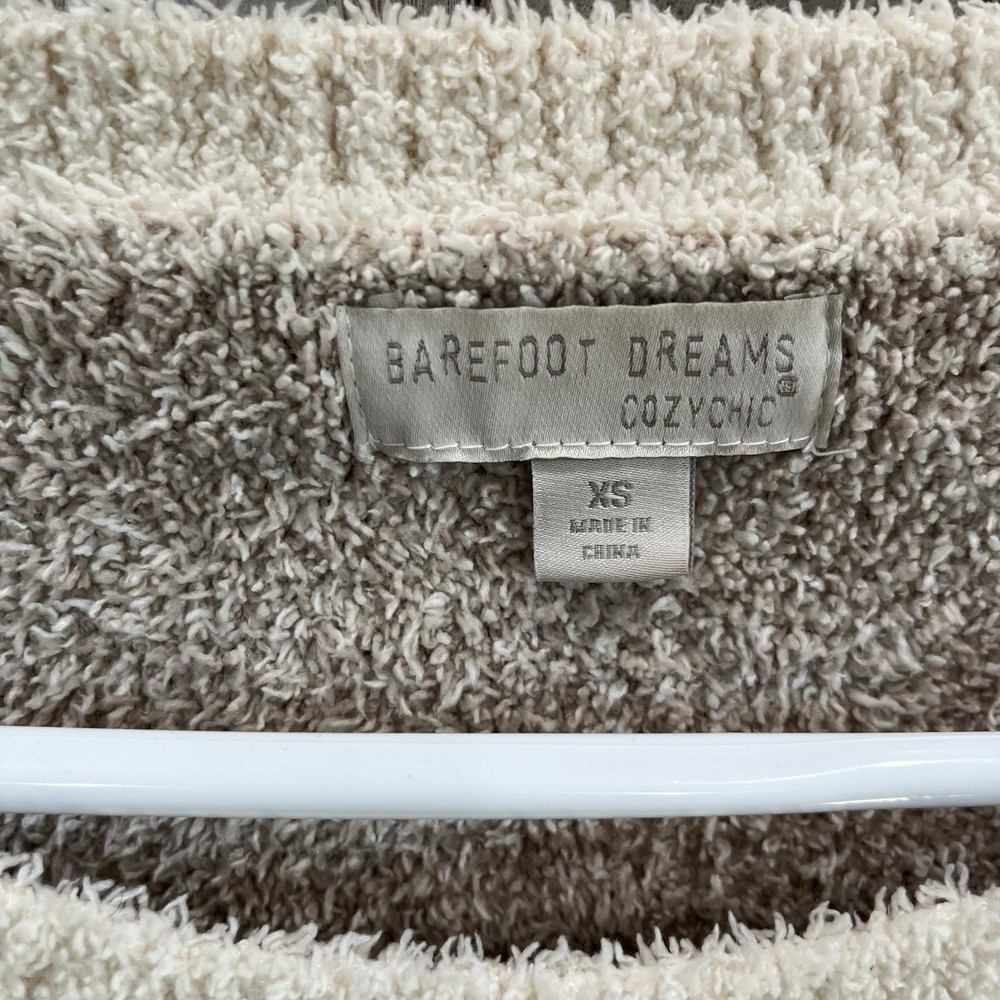 BAREFOOT DREAMS
COZYCHIC®
XS
MADE IN
CHINA